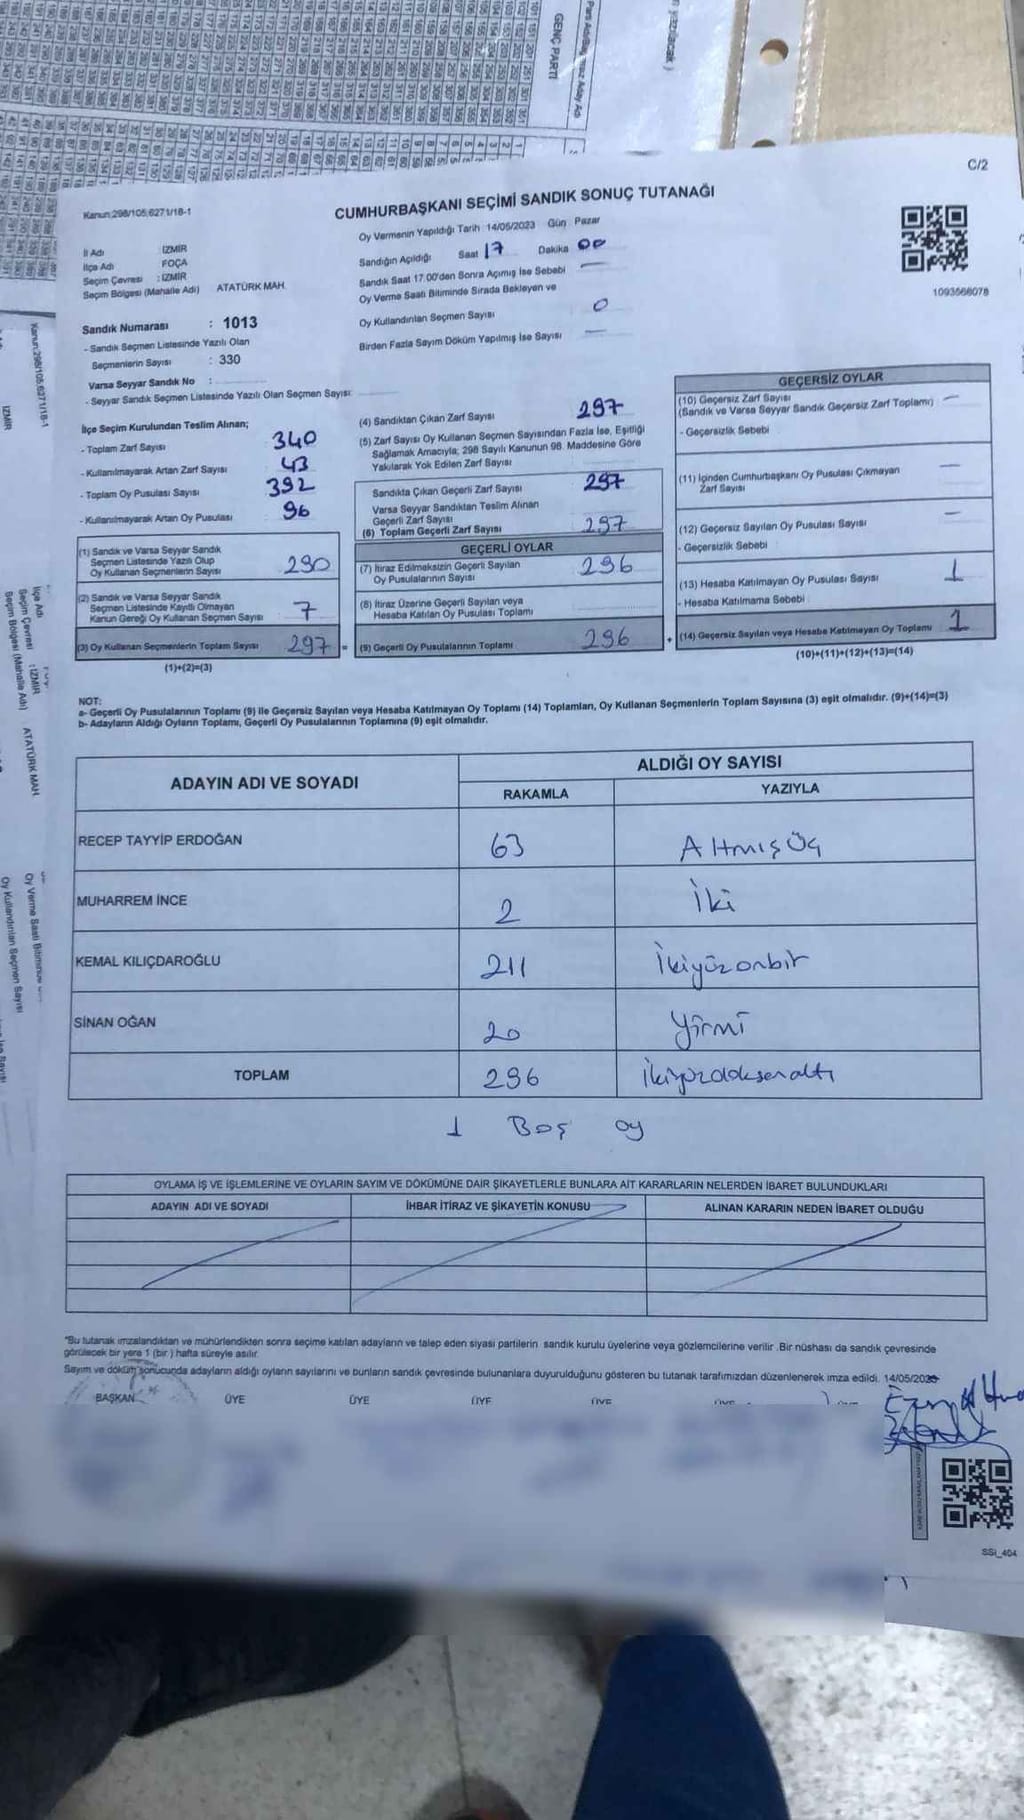 GENÇ PARTİ
C/2
Kanun:298/105,6271/18-1
CUMHURBAŞKANI SEÇİMİ SANDIK SONUÇ TUTANAĞI
Oy Vermenin Yapıldığı Tarih 14/05/2023 Gün Pazar
İl Adı İZMİR
İlçe Adı FOÇA
Seçim Çevresi : İZMİR
Seçim Bölgesi (Mahalle Adı) ATATÜRK MAH.
Sandığın Açıldığı Saat 17 Dakika 00
Sandık Saat 17.00'den Sonra Açımış İse Sebebi
Oy Verme Saati Bitiminde Sırada Bekleyen ve
Oy Kullandırılan Seçmen Sayısı 0
Birden Fazla Sayım Döküm Yapılmış İse Sayısı
1093568078
Sandık Numarası : 1013
- Sandık Seçmen Listesinde Yazılı Olan
Seçmenlerin Sayısı : 330
Varsa Seyyar Sandık No :
- Seyyar Sandık Seçmen Listesinde Yazılı Olan Seçmen Sayısı:
İlçe Seçim Kurulundan Teslim Alınan;
- Toplam Zarf Sayısı 340
- Kullanılmayarak Artan Zarf Sayısı 43
- Toplam Oy Pusulası Sayısı 392
- Kullanılmayarak Artan Oy Pusulası 96
(1) Sandık ve Varsa Seyyar Sandık
Seçmen Listesinde Yazılı Olup
Oy Kullanan Seçmenlerin Sayısı 290
(2) Sandık ve Varsa Seyyar Sandık
Seçmen Listesinde Kayıtlı Olmayan
Kanun Gereği Oy Kullanan Seçmen Sayısı 7
(3) Oy Kullanan Seçmenlerin Toplam Sayısı 297 =
(1)+(2)=(3)
(4) Sandıktan Çıkan Zarf Sayısı 297
(5) Zarf Sayısı Oy Kullanan Seçmen Sayısından Fazla İse, Eşitliği
Sağlamak Amacıyla; 298 Sayılı Kanunun 98. Maddesine Göre
Yakılarak Yok Edilen Zarf Sayısı
Sandıkta Çıkan Geçerli Zarf Sayısı 297
Varsa Seyyar Sandıktan Teslim Alınan
Geçerli Zarf Sayısı
(6) Toplam Geçerli Zarf Sayısı 297
GEÇERLİ OYLAR
(7) İtiraz Edilmeksizin Geçerli Sayılan
Oy Pusulalarının Sayısı 296
(8) İtiraz Üzerine Geçerli Sayılan veya
Hesaba Katılan Oy Pusulası Toplamı
(9) Geçerli Oy Pusulalarının Toplamı 296 +
GEÇERSİZ OYLAR
(10) Geçersiz Zarf Sayısı
(Sandık ve Varsa Seyyar Sandık Geçersiz Zarf Toplamı)
- Geçersizlik Sebebi
(11) İçinden Cumhurbaşkanı Oy Pusulası Çıkmayan
Zarf Sayısı
(12) Geçersiz Sayılan Oy Pusulası Sayısı
- Geçersizlik Sebebi
(13) Hesaba Katılmayan Oy Pusulası Sayısı 1
- Hesaba Katılmama Sebebi
(14) Geçersiz Sayılan veya Hesaba Katılmayan Oy Toplamı 1
(10)+(11)+(12)+(13)=(14)
NOT:
a- Geçerli Oy Pusulalarının Toplamı (9) ile Geçersiz Sayılan veya Hesaba Katılmayan Oy Toplamı (14) Toplamları, Oy Kullanan Seçmenlerin Toplam Sayısına (3) eşit olmalıdır. (9)+(14)=(3)
b- Adayların Aldığı Oyların Toplamı, Geçerli Oy Pusulalarının Toplamına (9) eşit olmalıdır.
ADAYIN ADI VE SOYADI ALDIĞI OY SAYISI
RAKAMLA YAZIYLA
RECEP TAYYİP ERDOĞAN 63 Altmış Üç
MUHARREM İNCE 2 İki
KEMAL KILIÇDAROĞLU 211 İkiyüzonbir
SİNAN OĞAN 20 Yirmi
TOPLAM 296 İkiyüzdoksenaltı
1 Boş oy
OYLAMA İŞ VE İŞLEMLERİNE VE OYLARIN SAYIM VE DÖKÜMÜNE DAİR ŞİKAYETLERLE BUNLARA AİT KARARLARIN NELERDEN İBARET BULUNDUKLARI
ADAYIN ADI VE SOYADI İHBAR İTİRAZ VE ŞİKAYETİN KONUSU ALINAN KARARIN NEDEN İBARET OLDUĞU
*Bu tutanak imzalandıktan ve mühürlendikten sonra seçime katılan adayların ve talep eden siyasi partilerin sandık kurulu üyelerine veya gözlemcilerine verilir .Bir nüshası da sandık çevresinde
görülecek bir yere 1 (bir ) hafta süreyle asılır.
Sayım ve döküm sonucunda adayların aldığı oyların sayılarını ve bunların sandık çevresinde bulunanlara duyurulduğunu gösteren bu tutanak tarafımızdan düzenlenerek imza edildi. 14/05/2023
BAŞKAN ÜYE ÜYE ÜYE ÜYE
SSi_404